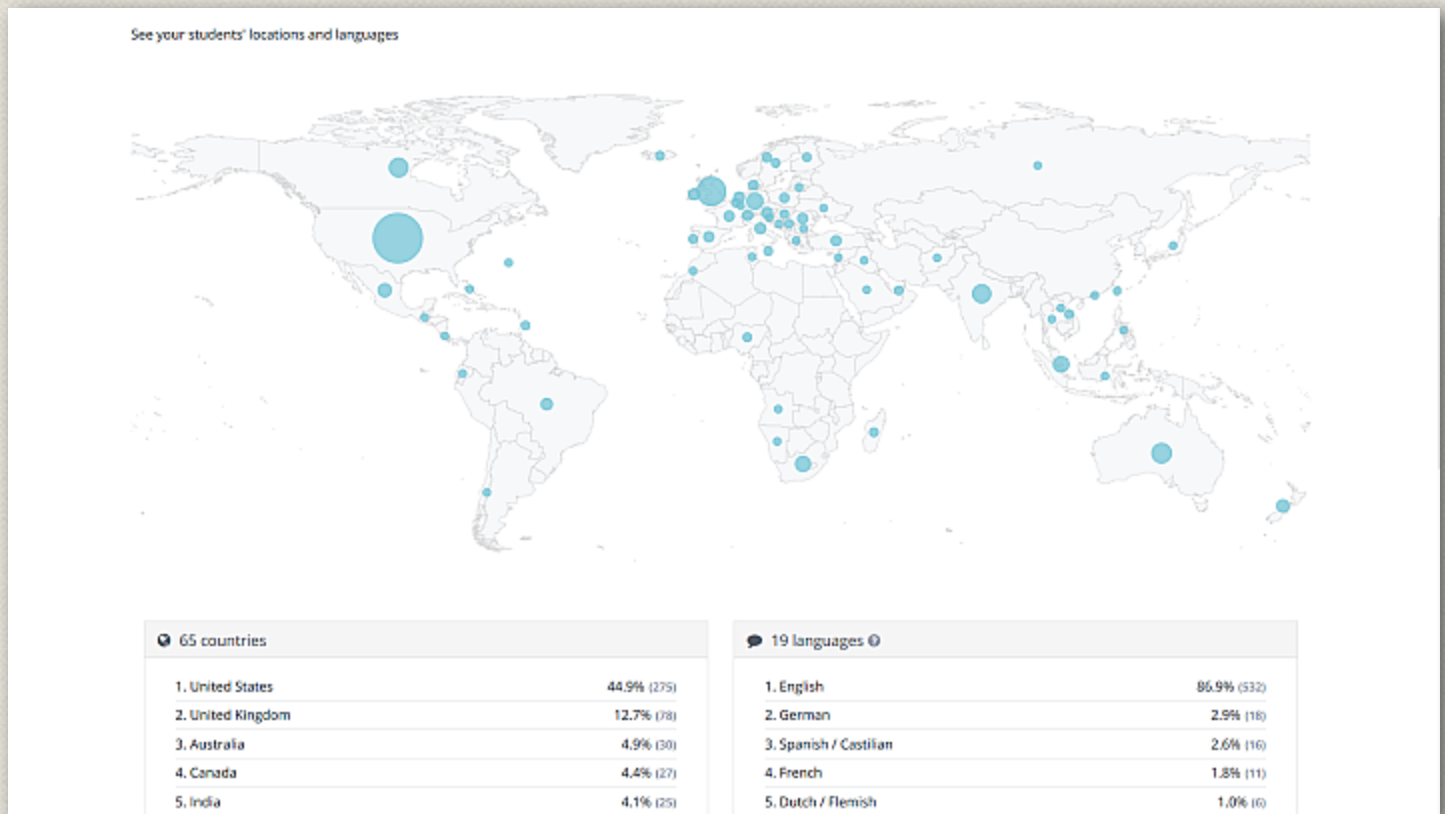 See your students' locations and languages
65 countries
1. United States 44.9% (275)
2. United Kingdom 12.7% (78)
3. Australia 4.9% (30)
4. Canada 4.4% (27)
5. India 4.1% (25)
19 languages
1. English 86.9% (532)
2. German 2.9% (18)
3. Spanish / Castilian 2.6% (16)
4. French 1.8% (11)
5. Dutch / Flemish 1.0% (6)